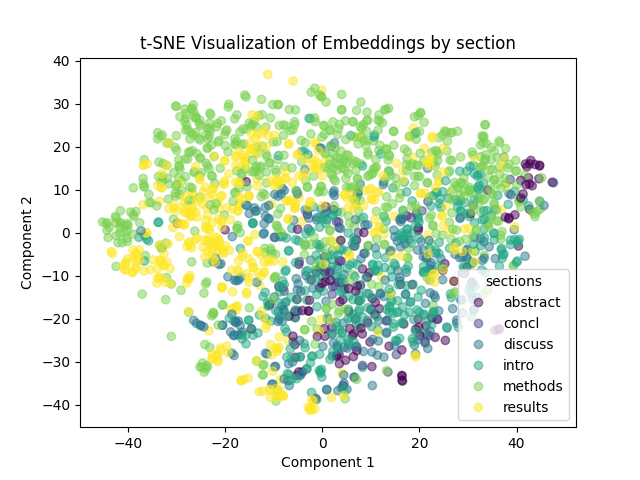 t-SNE Visualization of Embeddings by section
40
30
20
10
0
−10
−20
−30
−40
Component 2
sections
abstract
concl
discuss
intro
methods
results
−40
−20
0
20
40
Component 1